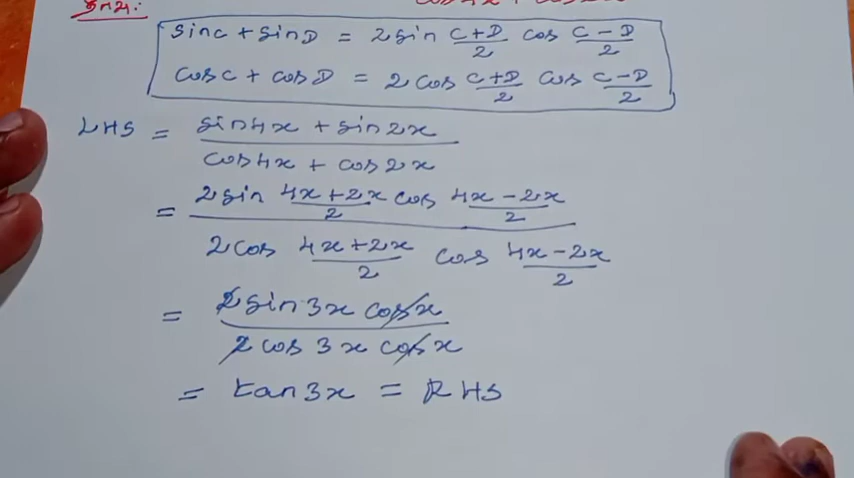 sinC + sinD = 2sin (C+D)/2 cos (C-D)/2
cosC + cosD = 2cos (C+D)/2 cos (C-D)/2
LHS = (sin4x + sin2x)/(cos4x + cos2x)
= (2sin (4x+2x)/2 cos (4x-2x)/2)/(2cos (4x+2x)/2 cos (4x-2x)/2)
= (2sin3x cosx)/(2cos3x cosx)
= tan3x = RHS